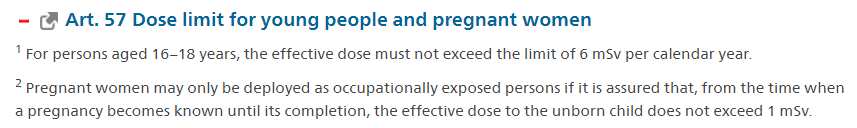 Art. 57 Dose limit for young people and pregnant women
1 For persons aged 16–18 years, the effective dose must not exceed the limit of 6 mSv per calendar year.
2 Pregnant women may only be deployed as occupationally exposed persons if it is assured that, from the time when
a pregnancy becomes known until its completion, the effective dose to the unborn child does not exceed 1 mSv.